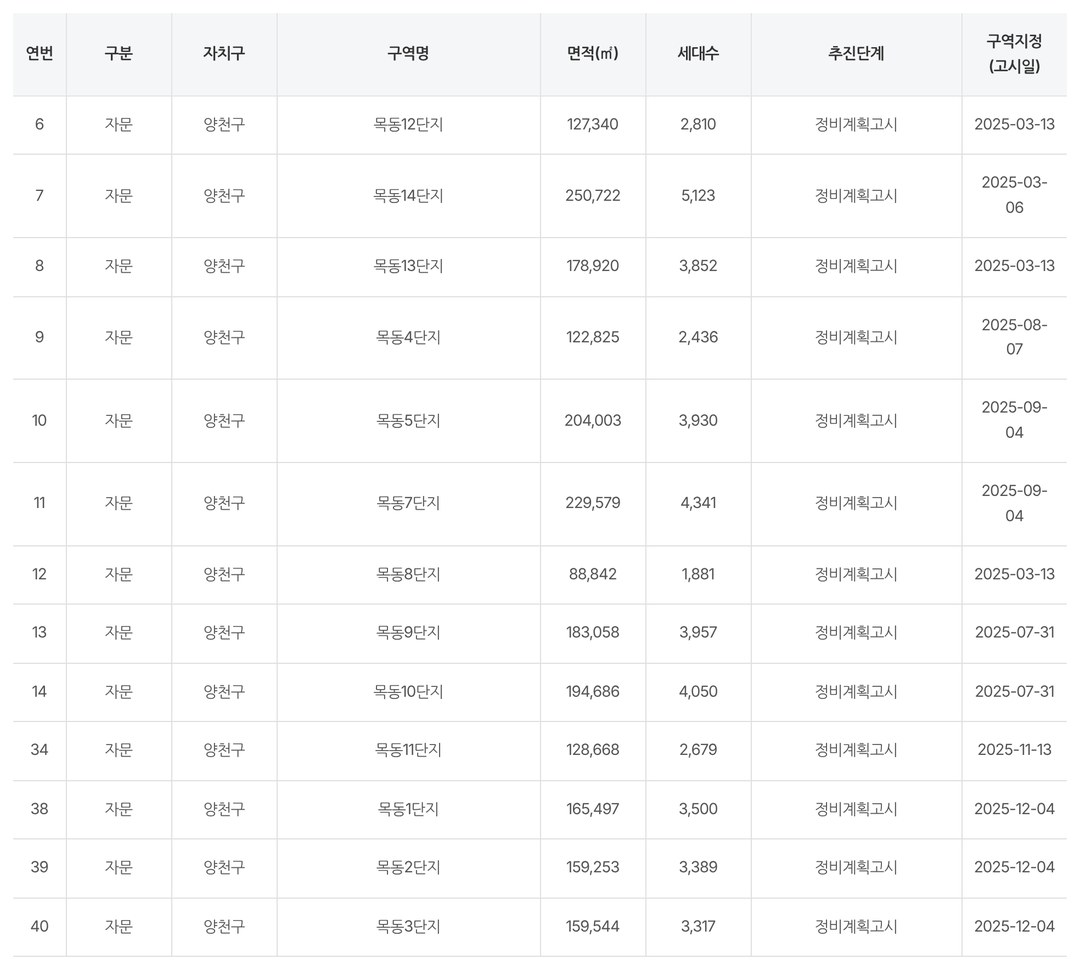 연번 구분 자치구 구역명 면적(㎡) 세대수 추진단계 구역지정
(고시일)
6 자문 양천구 목동12단지 127,340 2,810 정비계획고시 2025-03-13
7 자문 양천구 목동14단지 250,722 5,123 정비계획고시 2025-03-
06
8 자문 양천구 목동13단지 178,920 3,852 정비계획고시 2025-03-13
9 자문 양천구 목동4단지 122,825 2,436 정비계획고시 2025-08-
07
10 자문 양천구 목동5단지 204,003 3,930 정비계획고시 2025-09-
04
11 자문 양천구 목동7단지 229,579 4,341 정비계획고시 2025-09-
04
12 자문 양천구 목동8단지 88,842 1,881 정비계획고시 2025-03-13
13 자문 양천구 목동9단지 183,058 3,957 정비계획고시 2025-07-31
14 자문 양천구 목동10단지 194,686 4,050 정비계획고시 2025-07-31
34 자문 양천구 목동11단지 128,668 2,679 정비계획고시 2025-11-13
38 자문 양천구 목동1단지 165,497 3,500 정비계획고시 2025-12-04
39 자문 양천구 목동2단지 159,253 3,389 정비계획고시 2025-12-04
40 자문 양천구 목동3단지 159,544 3,317 정비계획고시 2025-12-04